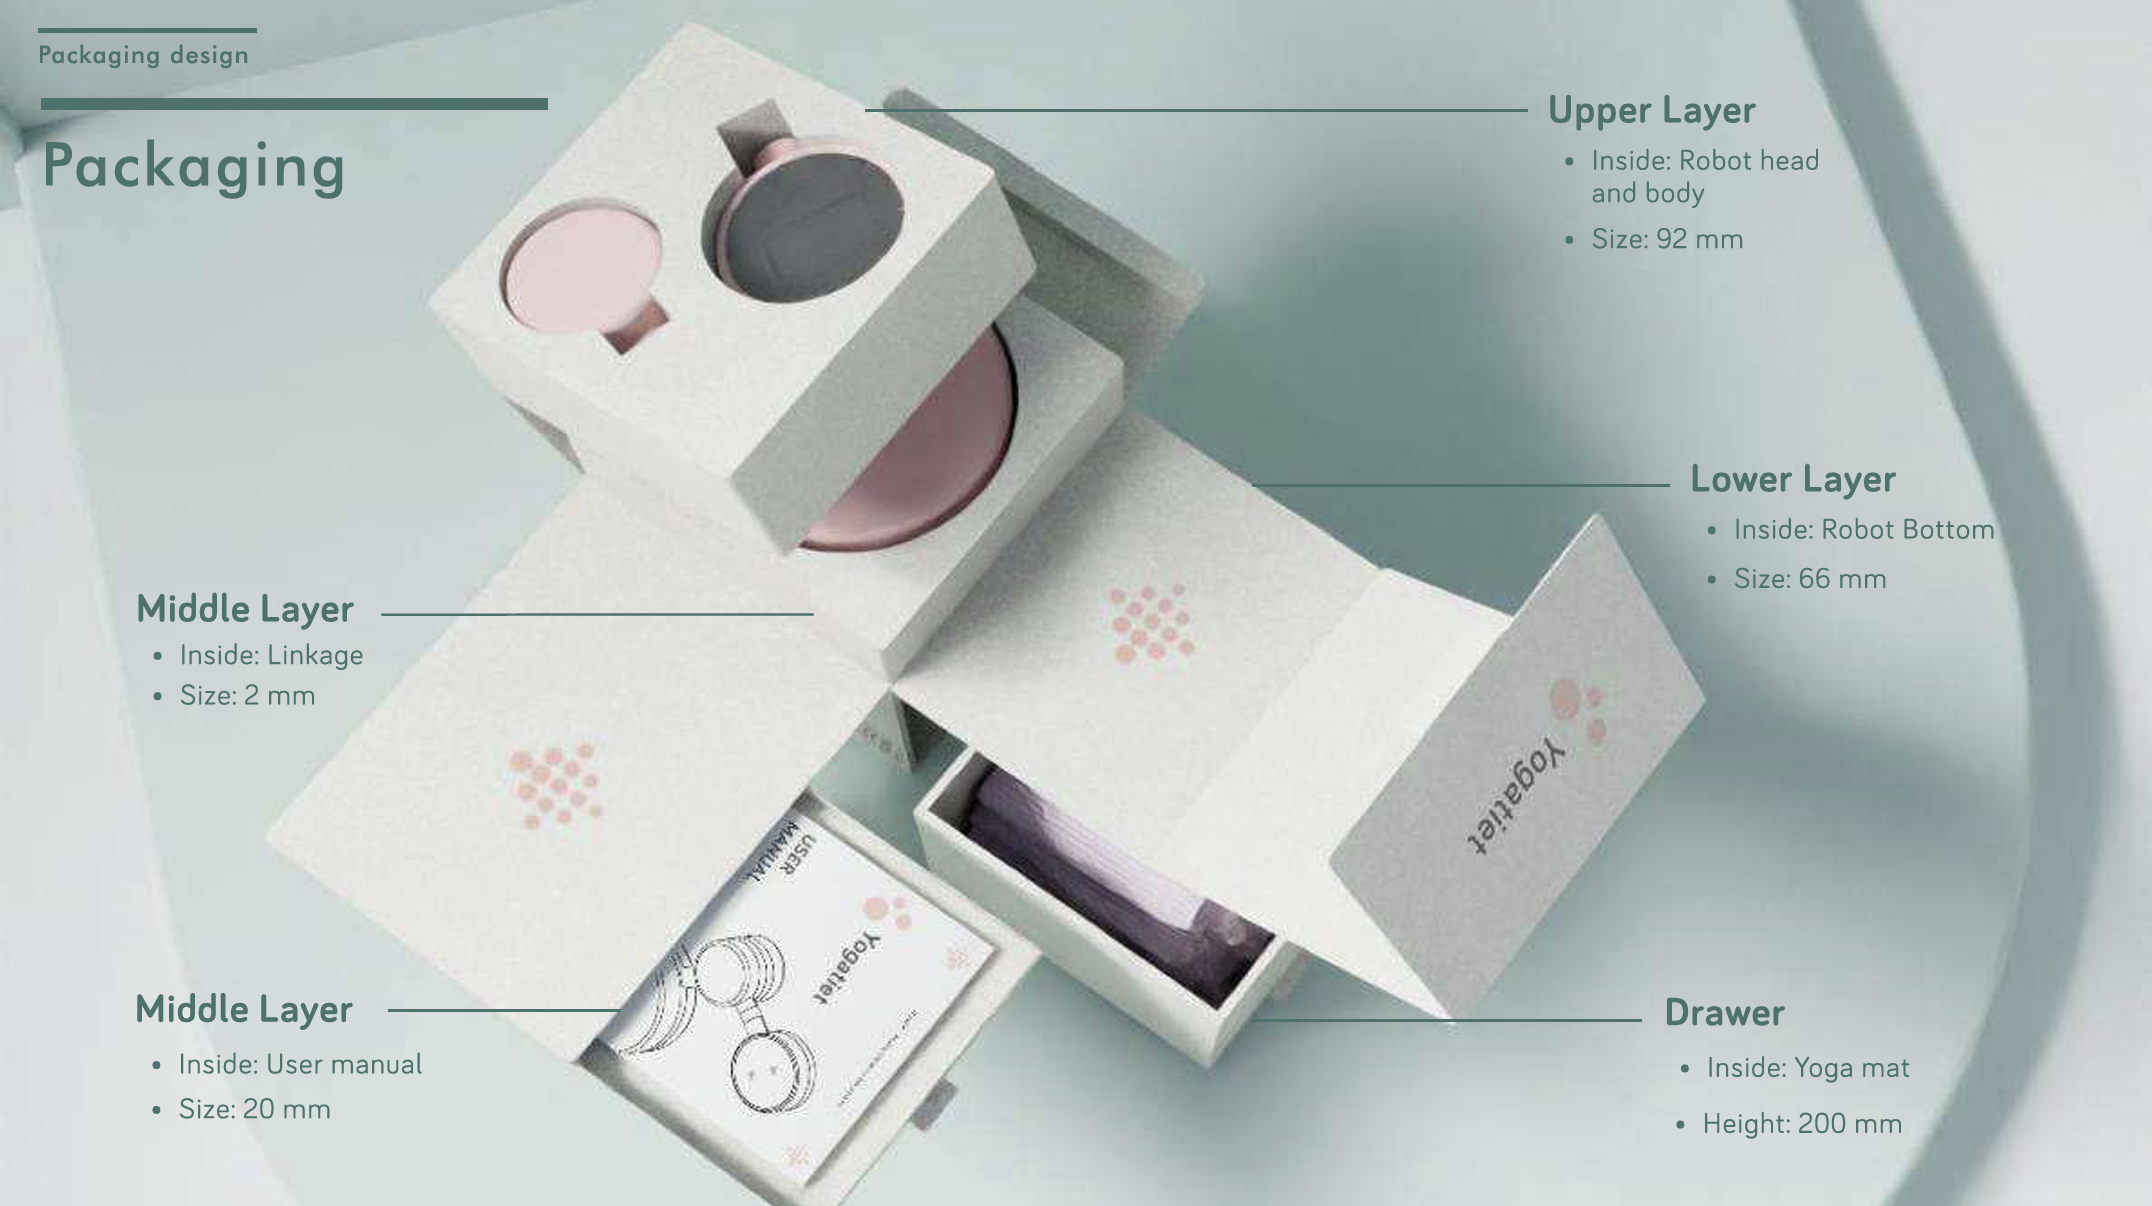 Packaging design
Packaging
Upper Layer
• Inside: Robot head
and body
• Size: 92 mm
Lower Layer
• Inside: Robot Bottom
• Size: 66 mm
Middle Layer
• Inside: Linkage
• Size: 2 mm
Yogatiet
USER
MANUAL
Yogatiet
Middle Layer
• Inside: User manual
• Size: 20 mm
Drawer
• Inside: Yoga mat
• Height: 200 mm